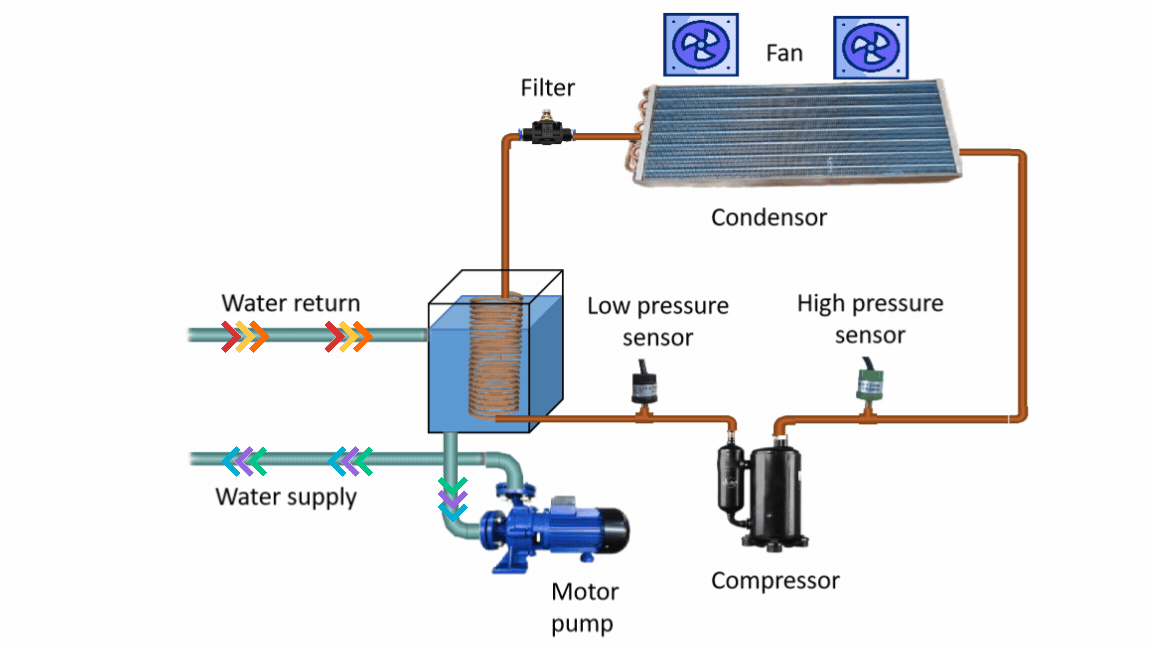 Fan
Filter
Condensor
Water return
Low pressure
sensor
High pressure
sensor
Water supply
Compressor
Motor
pump